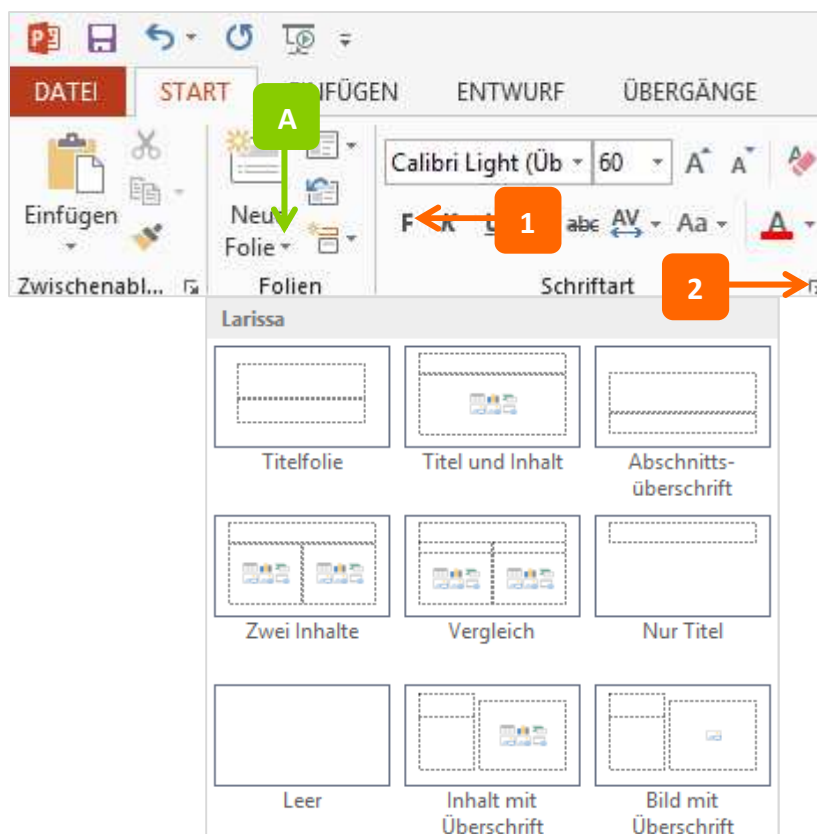 DATEI START EINFÜGEN ENTWURF ÜBERGÄNGE
A
Calibri Light (Üb 60 A A
Einfügen Neue
Folie
F K U abc AV Aa A
1
Zwischenabl... Folien Schriftart
2
Larissa
Titelfolie Titel und Inhalt Abschnitts-
überschrift
Zwei Inhalte Vergleich Nur Titel
Leer Inhalt mit
Überschrift Bild mit
Überschrift